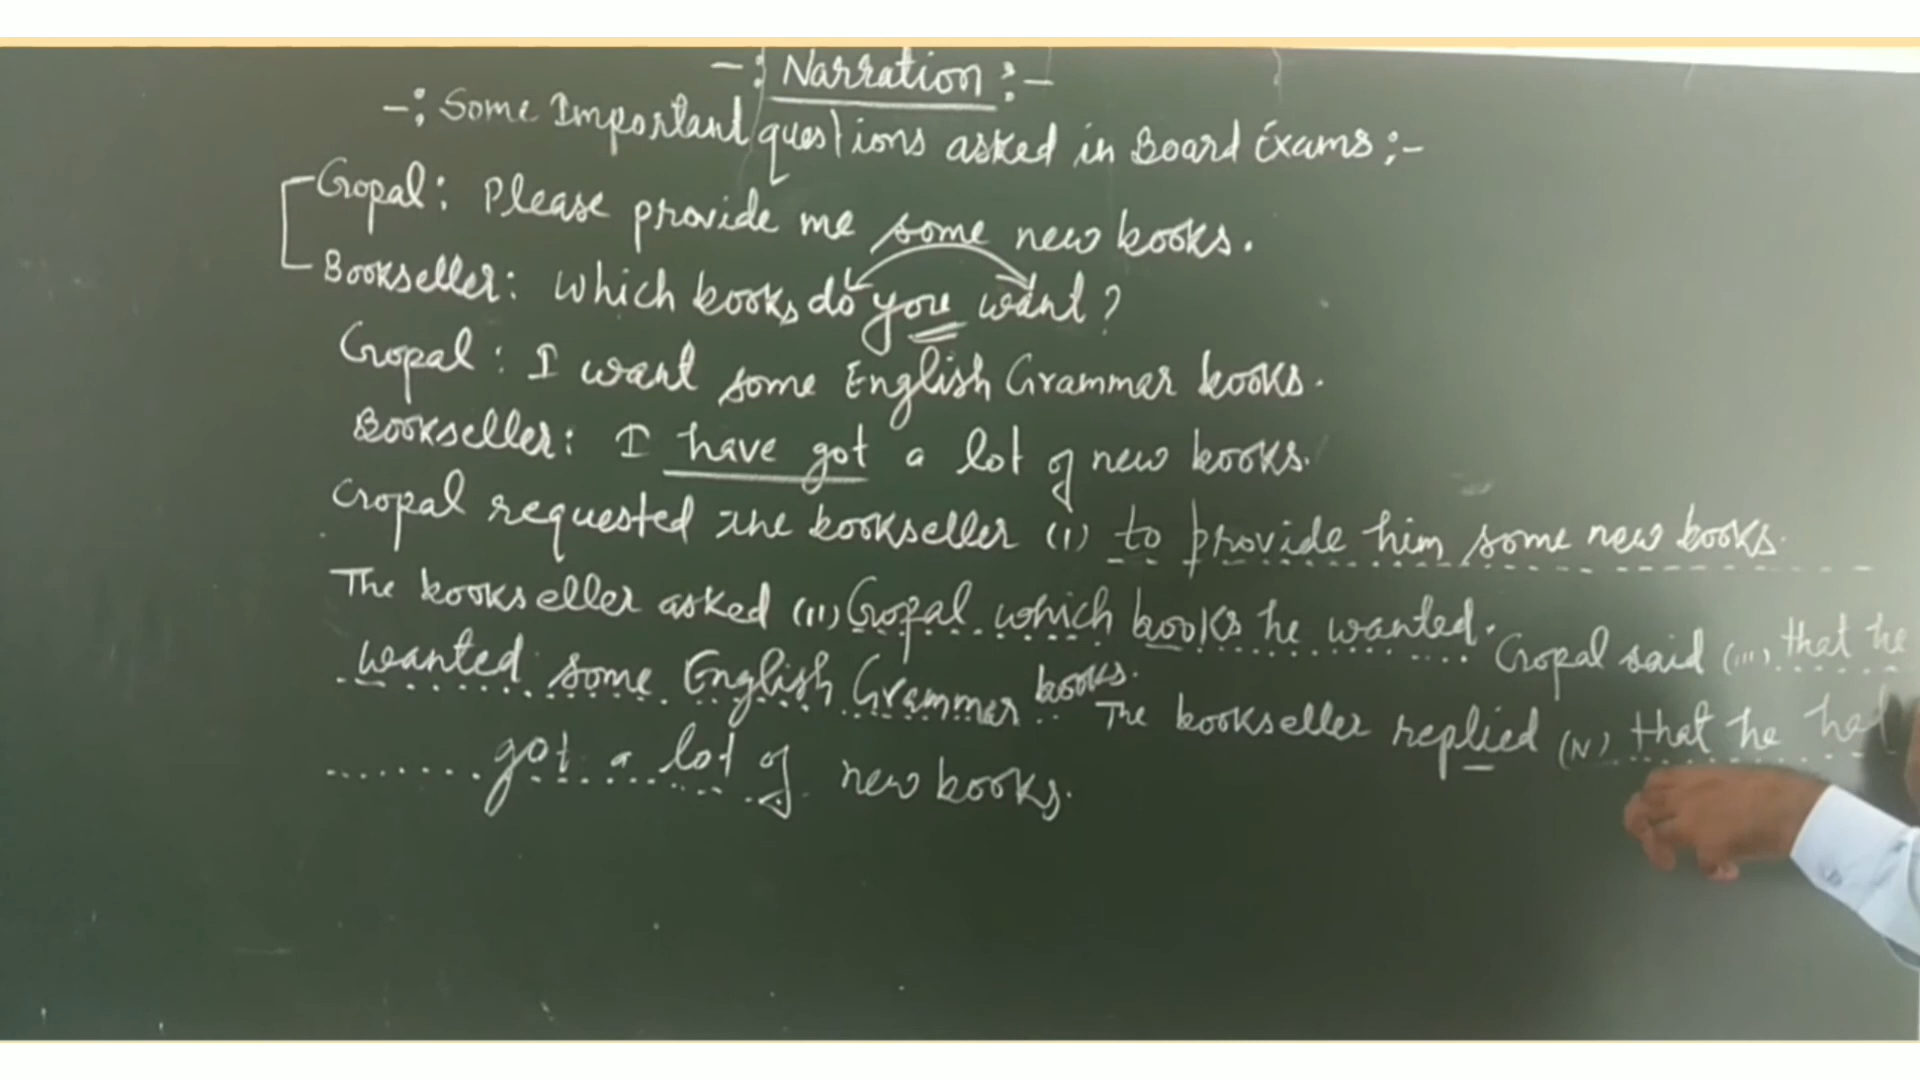 -: Narration :-
-: Some Important questions asked in Board Exams :-
Gopal: Please provide me some new books.
Bookseller: Which books do you want?
Gopal: I want some English Grammer books.
Bookseller: I have got a lot of new books.
Gopal requested the bookseller (I) to provide him some new books.
The bookseller asked (II) Gopal which books he wanted. Gopal said (III) that he
wanted some English Grammer books. The bookseller replied (IV) that he had
got a lot of new books.